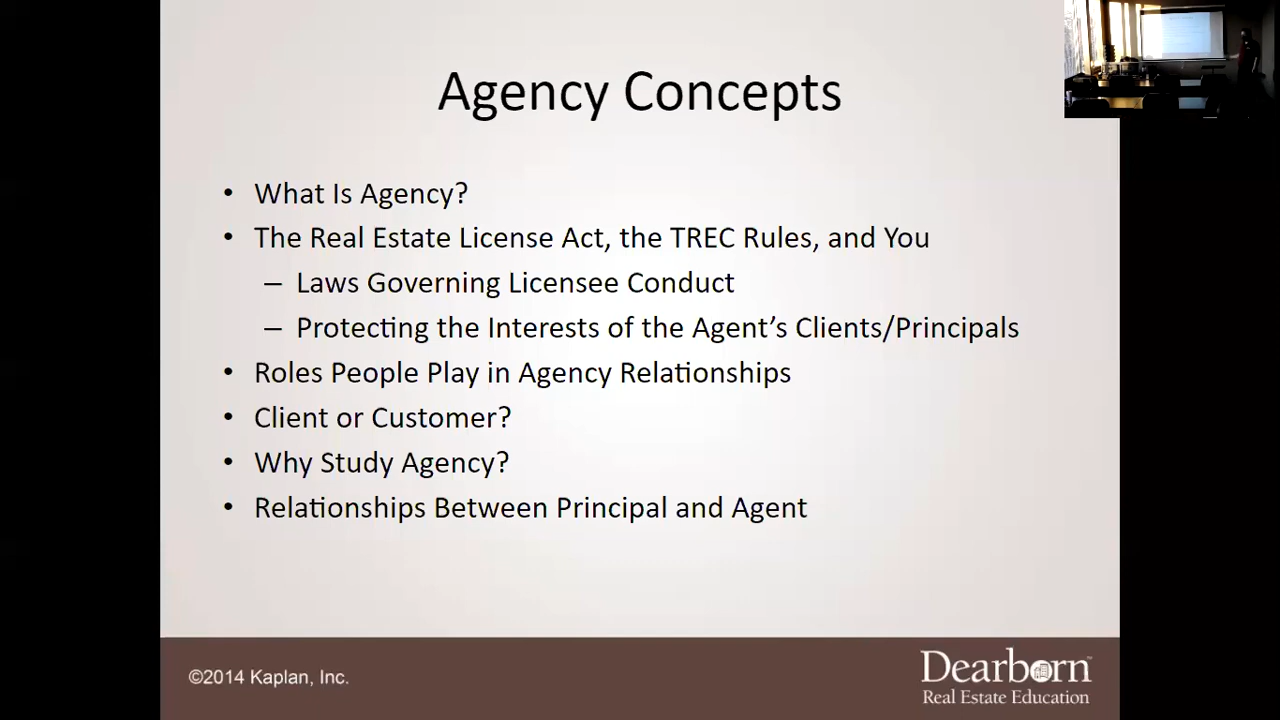 Agency Concepts
• What Is Agency?
• The Real Estate License Act, the TREC Rules, and You
– Laws Governing Licensee Conduct
– Protecting the Interests of the Agent’s Clients/Principals
• Roles People Play in Agency Relationships
• Client or Customer?
• Why Study Agency?
• Relationships Between Principal and Agent
©2014 Kaplan, Inc.
Dearborn™
Real Estate Education